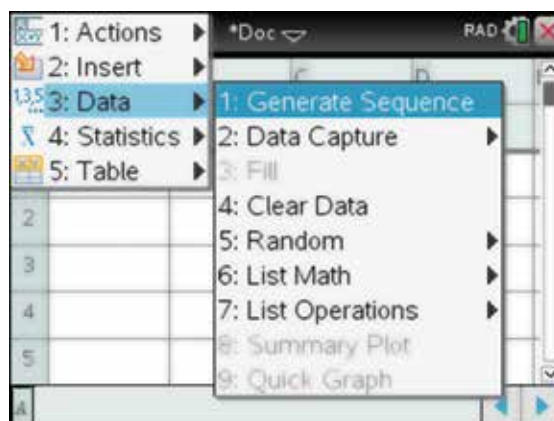 1: Actions
*Doc
RAD
2: Insert
C
D
3: Data
1: Generate Sequence
4: Statistics
2: Data Capture
5: Table
3: Fill
4: Clear Data
2
5: Random
3
6: List Math
4
7: List Operations
8: Summary Plot
5
9: Quick Graph
A